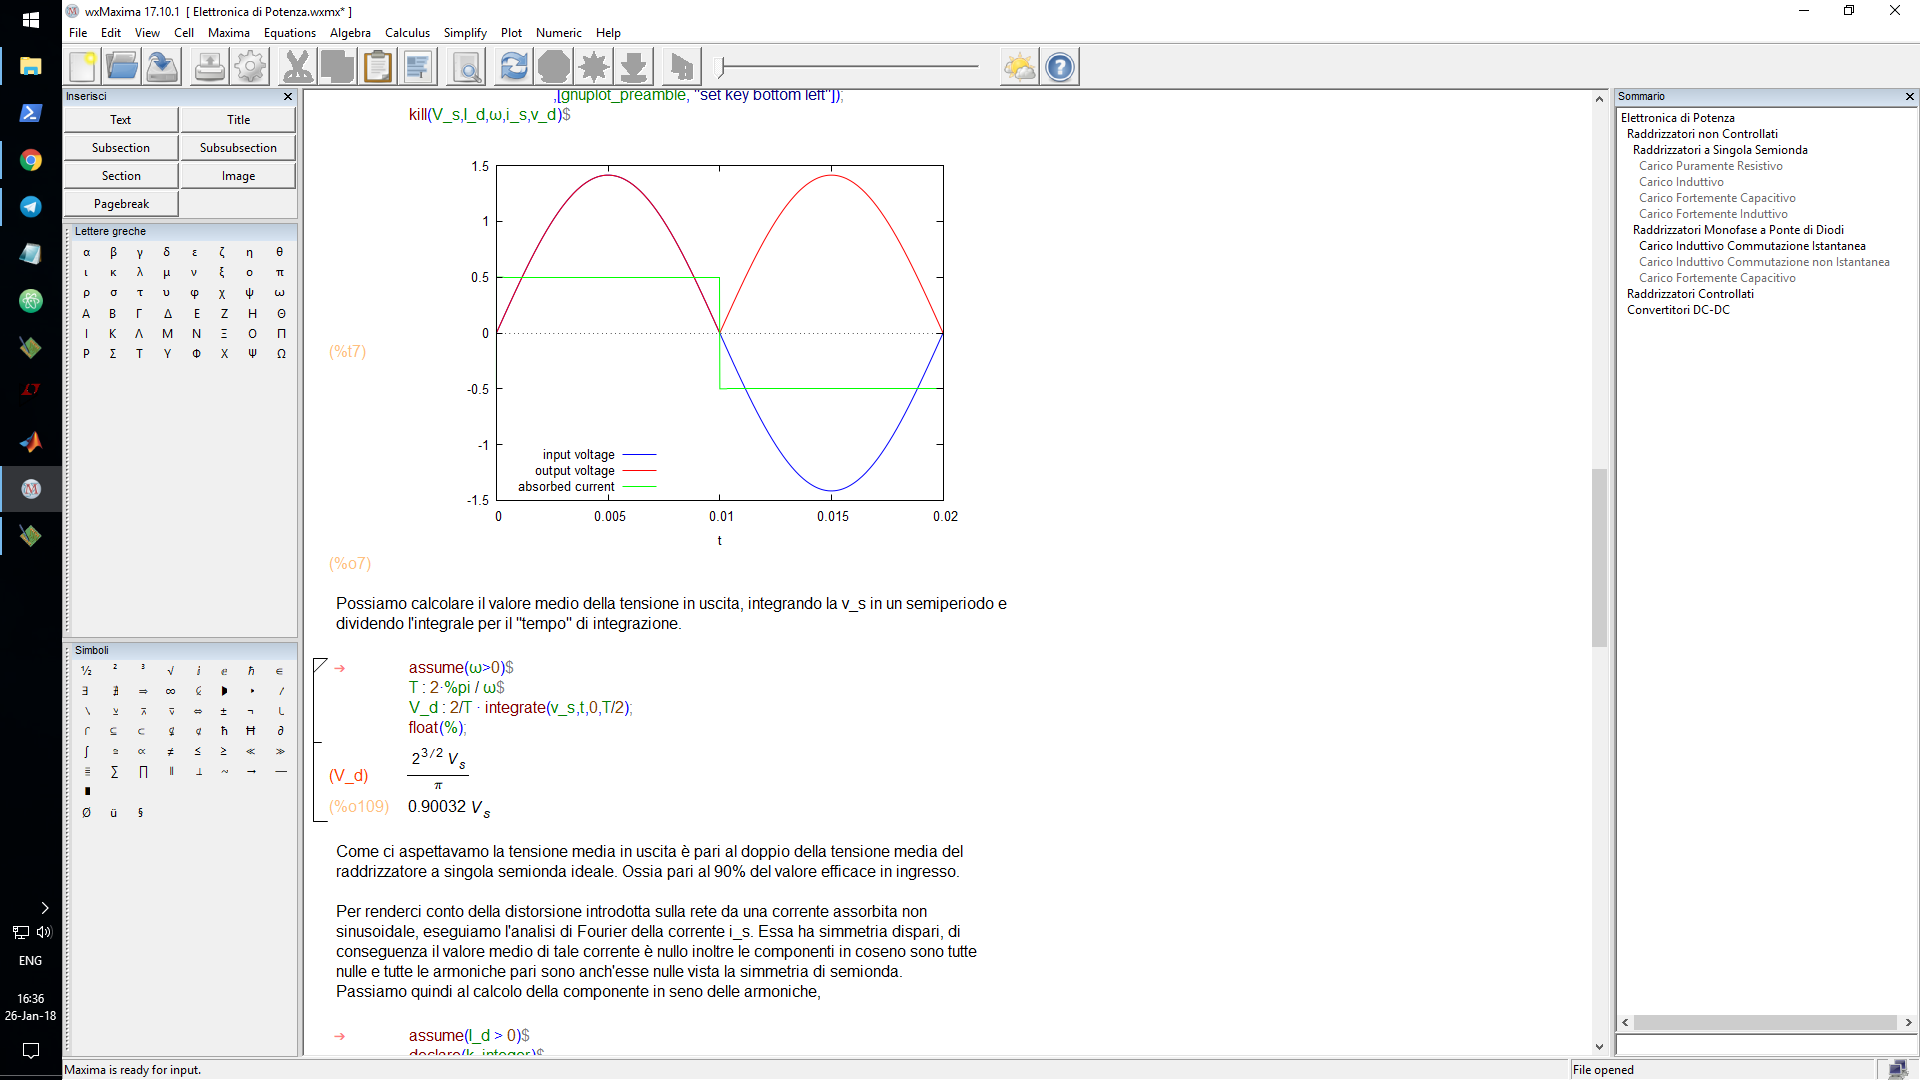 wxMaxima 17.10.1 [ Elettronica di Potenza.wxmx* ]
File Edit View Cell Maxima Equations Algebra Calculus Simplify Plot Numeric Help
Inserisci
Text Title
Subsection Subsubsection
Section Image
Pagebreak
Lettere greche
α β γ δ ε ζ η θ
ι κ λ μ ν ξ ο π
ρ σ τ υ φ χ ψ ω
Α Β Γ Δ Ε Ζ Η Θ
Ι Κ Λ Μ Ν Ξ Ο Π
Ρ Σ Τ Υ Φ Χ Ψ Ω
Simboli
½ ² ³ √ ⅈ ℯ ℏ ∈
∃ ∄ ⇒ ∞
⇔ ± ¬
⊆ ⊂ ħ Ħ ∂
∫ ≅ ∝ ≠ ≤ ≥ ≪ ≫
≣ ∑ ∏ ∥ ⊥ ~ → —
Ø ü §
,[gnuplot_preamble, "set key bottom left"]);
kill(V_s,I_d,ω,i_s,v_d)$
(%t7)
1.5
1
0.5
0
-0.5
-1
-1.5
input voltage
output voltage
absorbed current
0 0.005 0.01 0.015 0.02
t
(%o7)
Possiamo calcolare il valore medio della tensione in uscita, integrando la v_s in un semiperiodo e
dividendo l'integrale per il "tempo" di integrazione.
➔ assume(ω>0)$
T : 2·%pi / ω$
V_d : 2/T · integrate(v_s,t,0,T/2);
float(%);
(V_d) 2^3/2 V_s / π
(%o109) 0.90032 V_s
Come ci aspettavamo la tensione media in uscita è pari al doppio della tensione media del
raddrizzatore a singola semionda ideale. Ossia pari al 90% del valore efficace in ingresso.
Per renderci conto della distorsione introdotta sulla rete da una corrente assorbita non
sinusoidale, eseguiamo l'analisi di Fourier della corrente i_s. Essa ha simmetria dispari, di
conseguenza il valore medio di tale corrente è nullo inoltre le componenti in coseno sono tutte
nulle e tutte le armoniche pari sono anch'esse nulle vista la simmetria di semionda.
Passiamo quindi al calcolo della componente in seno delle armoniche,
➔ assume(I_d > 0)$
declare(k,integer)$
Sommario
Elettronica di Potenza
Raddrizzatori non Controllati
Raddrizzatori a Singola Semionda
Carico Puramente Resistivo
Carico Induttivo
Carico Fortemente Capacitivo
Carico Fortemente Induttivo
Raddrizzatori Monofase a Ponte di Diodi
Carico Induttivo Commutazione Istantanea
Carico Induttivo Commutazione non Istantanea
Carico Fortemente Capacitivo
Raddrizzatori Controllati
Convertitori DC-DC
ENG
16:36
26-Jan-18
Maxima is ready for input.
File opened